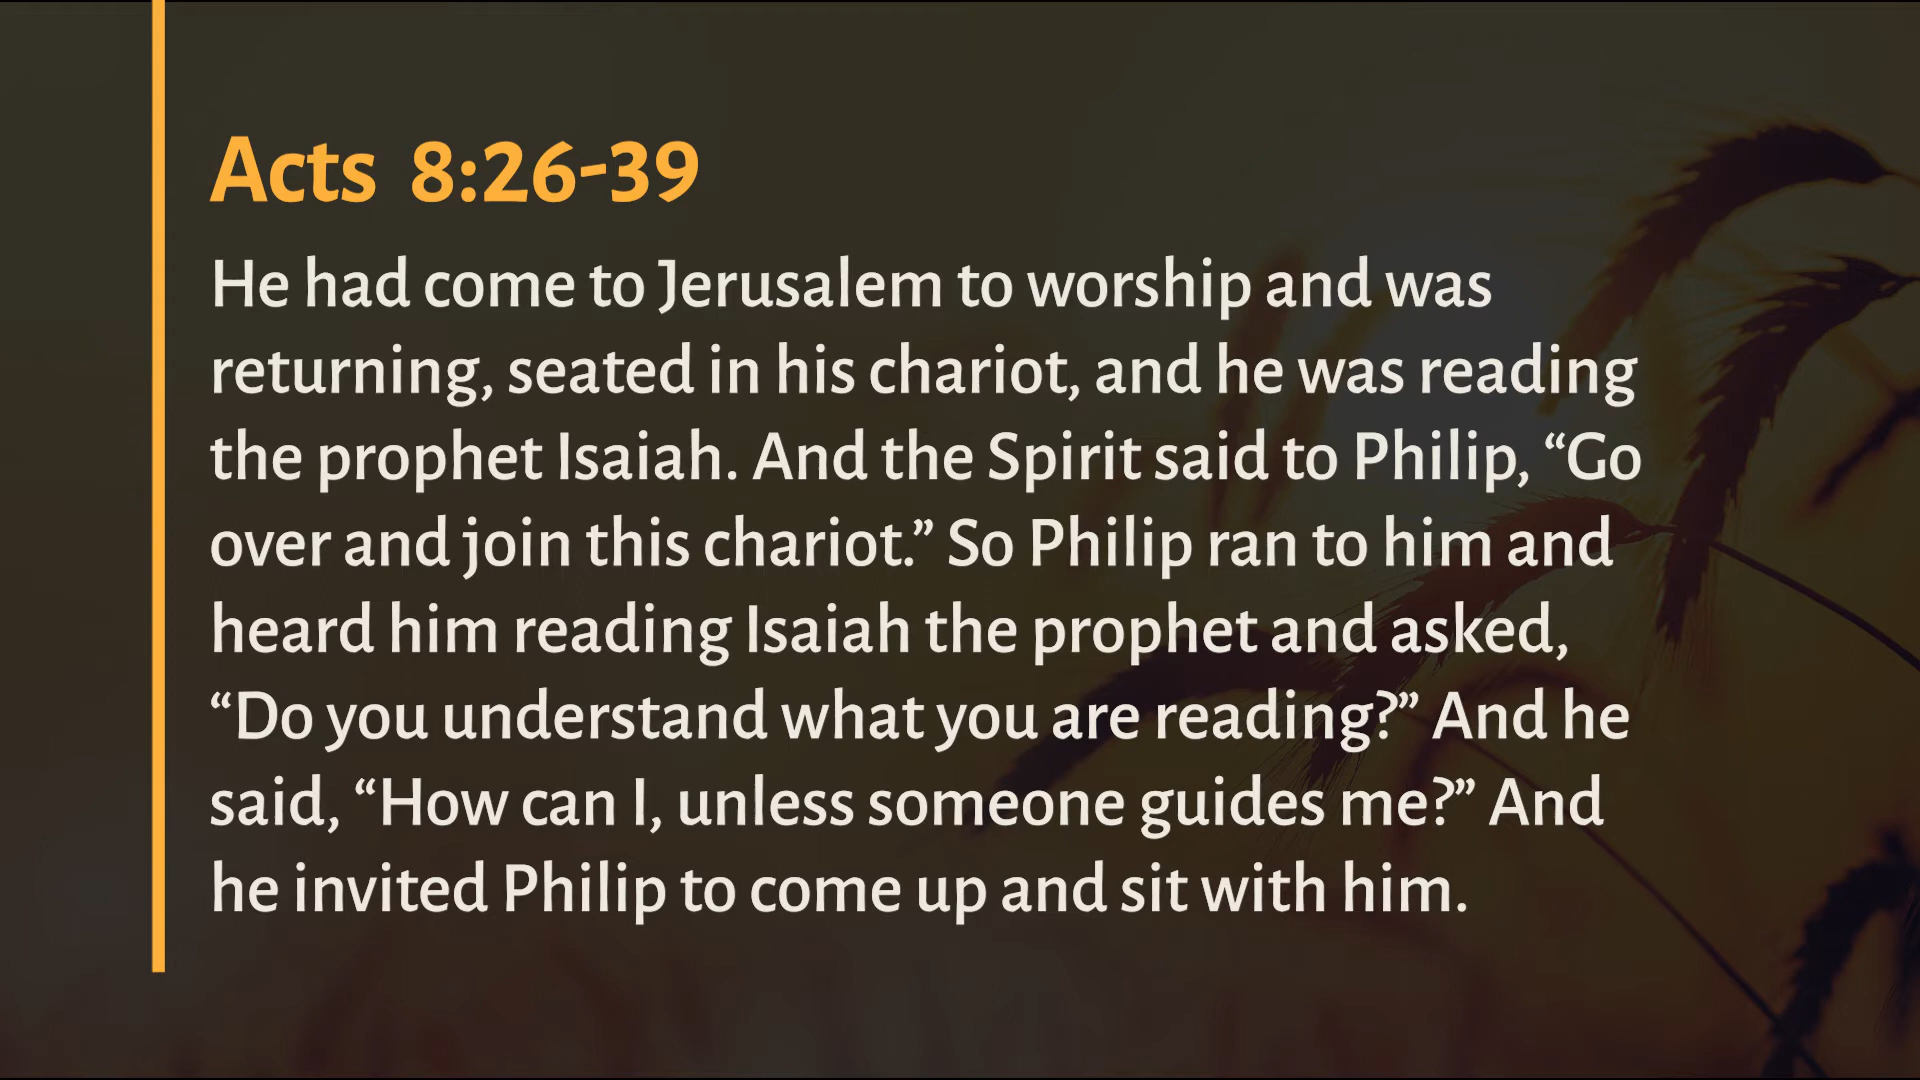 Acts 8:26-39
He had come to Jerusalem to worship and was
returning, seated in his chariot, and he was reading
the prophet Isaiah. And the Spirit said to Philip, “Go
over and join this chariot.” So Philip ran to him and
heard him reading Isaiah the prophet and asked,
“Do you understand what you are reading?” And he
said, “How can I, unless someone guides me?” And
he invited Philip to come up and sit with him.